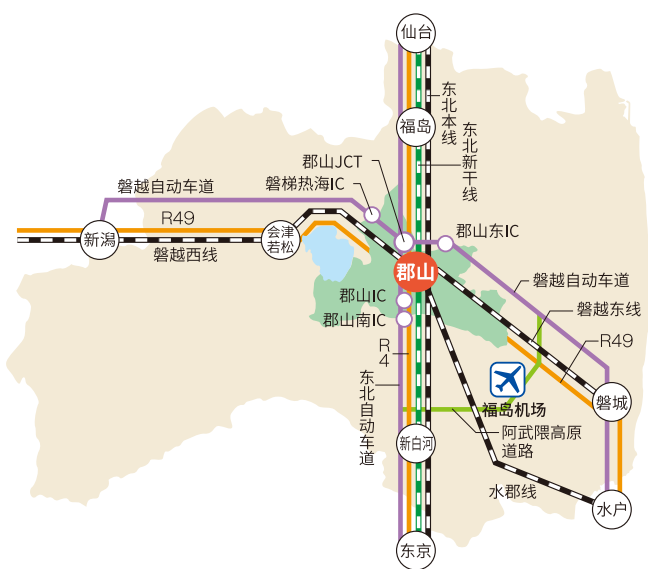 仙台
东
北
本
线
福岛
东
北
新
干
线
郡山JCT
磐梯热海IC
磐越自动车道
R49
新潟
会津
若松
磐越西线
郡山东IC
郡山
磐越自动车道
郡山IC
郡山南IC
磐越东线
R49
R
4
东
北
自
动
车
道
福岛机场
磐城
阿武隈高原
道路
新白河
水郡线
水户
东京